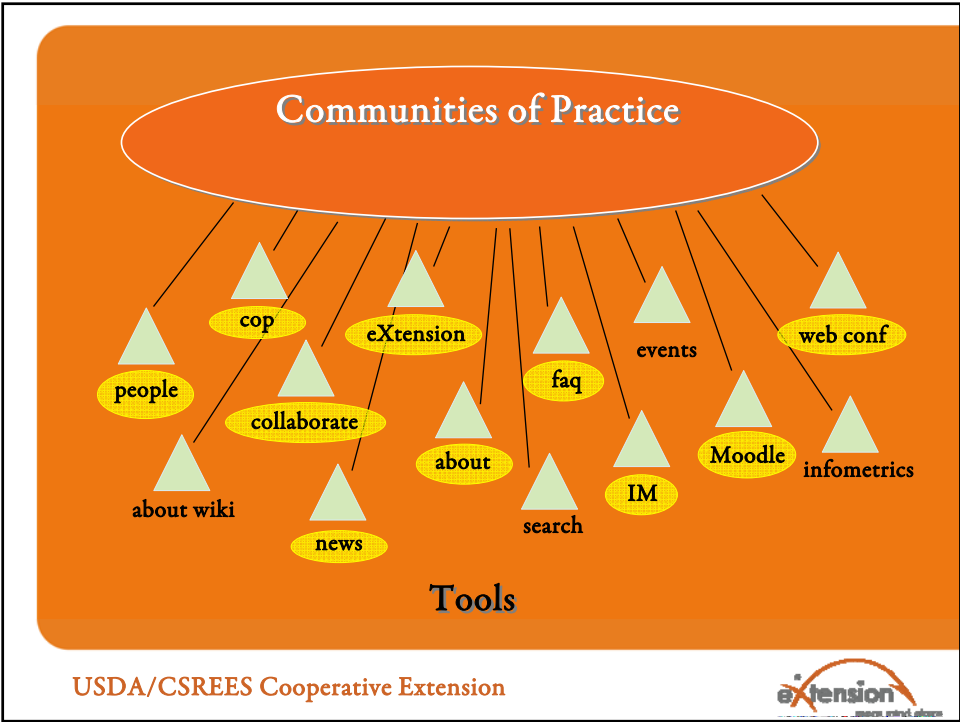 Communities of Practice
cop
eXtension
web conf
events
people
faq
collaborate
about
Moodle
infometrics
about wiki
IM
search
news
Tools
USDA/CSREES Cooperative Extension
eXtension